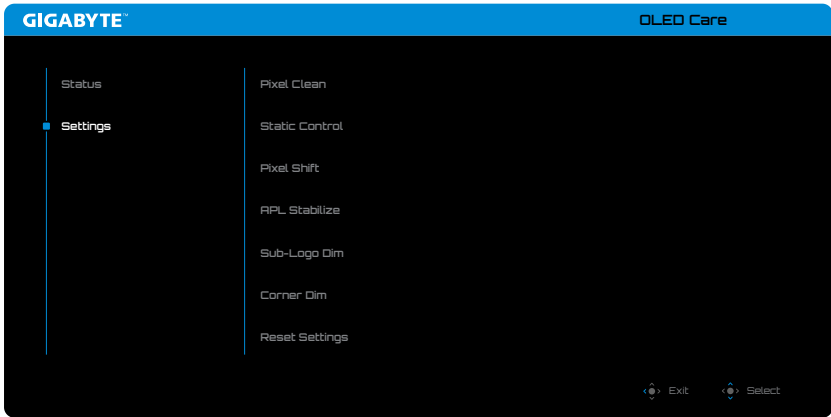 GIGABYTE™
OLED Care
Status
Settings
Pixel Clean
Static Control
Pixel Shift
APL Stabilize
Sub-Logo Dim
Corner Dim
Reset Settings
Exit
Select